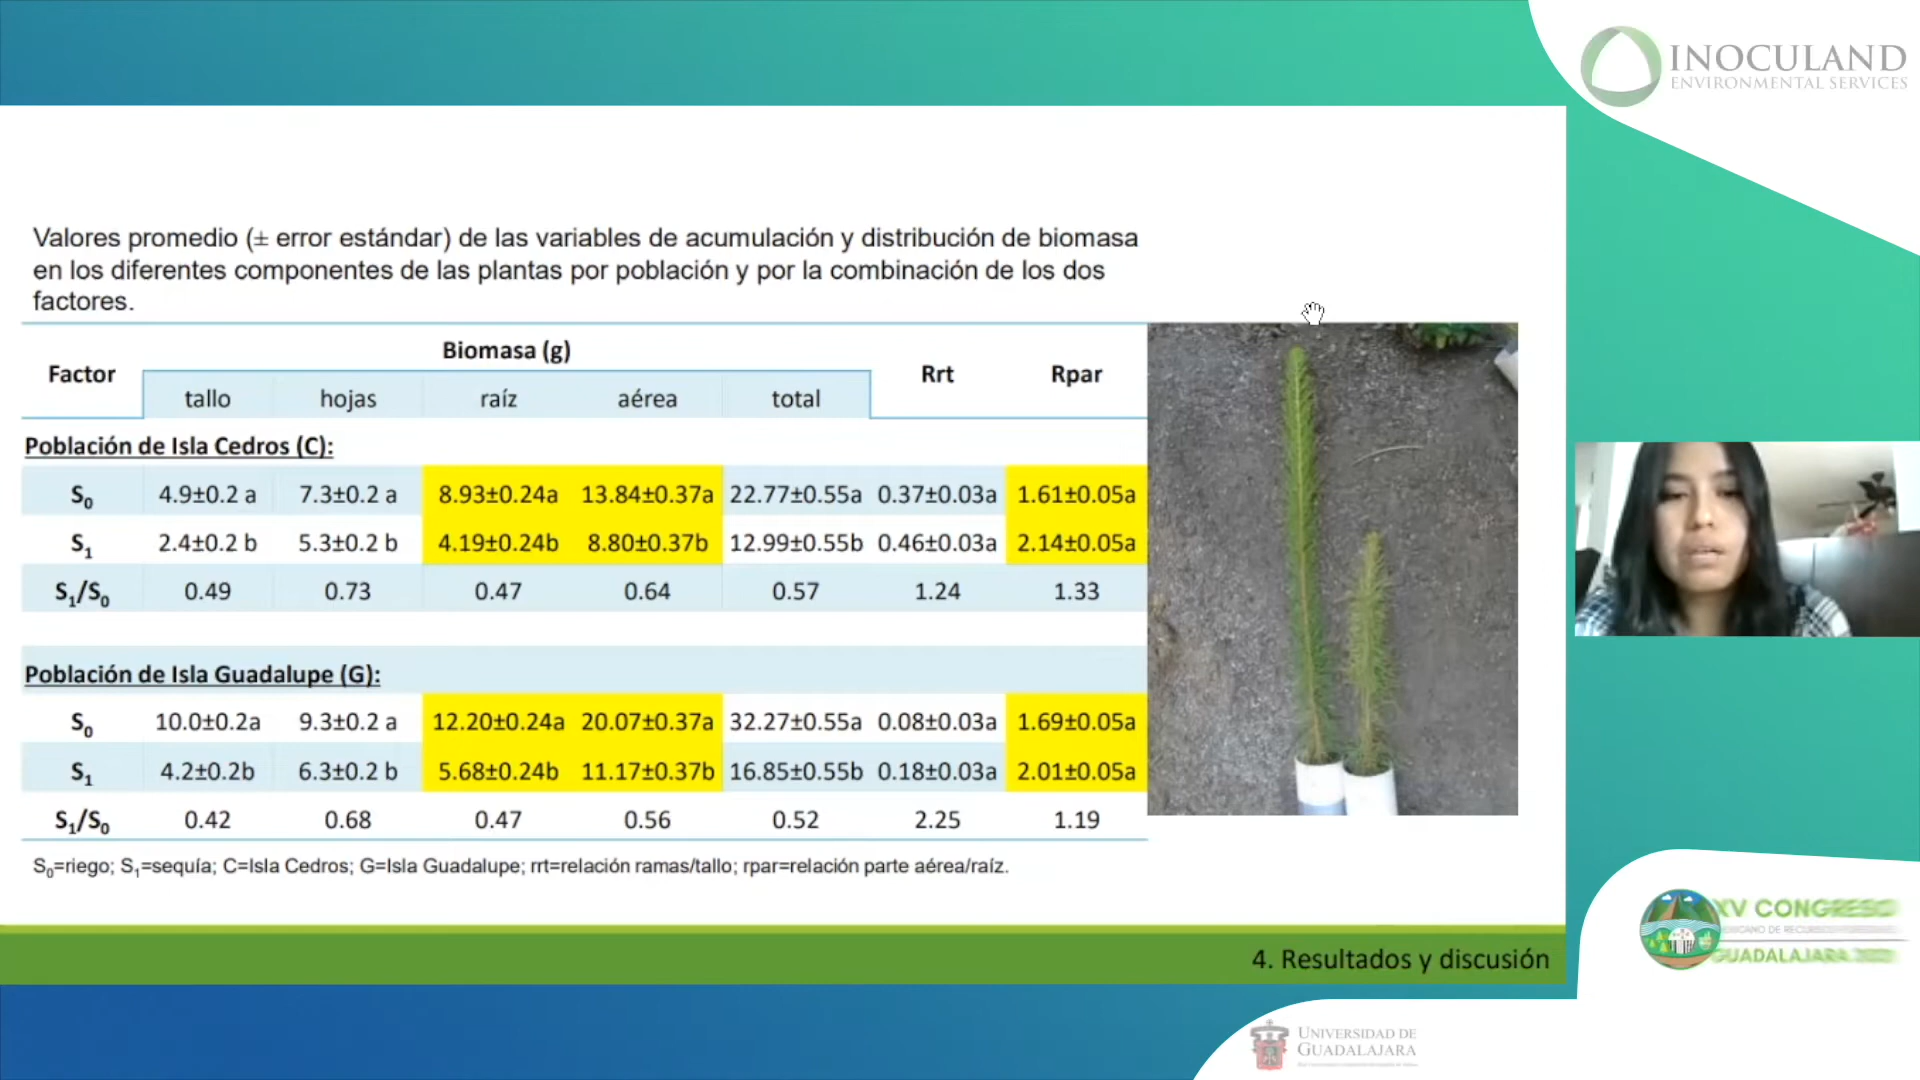 INOCULAND
ENVIRONMENTAL SERVICES
Valores promedio (± error estándar) de las variables de acumulación y distribución de biomasa
en los diferentes componentes de las plantas por población y por la combinación de los dos
factores.
Factor Biomasa (g) Rrt Rpar
tallo hojas raíz aérea total
Población de Isla Cedros (C):
S0 4.9±0.2 a 7.3±0.2 a 8.93±0.24a 13.84±0.37a 22.77±0.55a 0.37±0.03a 1.61±0.05a
S1 2.4±0.2 b 5.3±0.2 b 4.19±0.24b 8.80±0.37b 12.99±0.55b 0.46±0.03a 2.14±0.05a
S1/S0 0.49 0.73 0.47 0.64 0.57 1.24 1.33
Población de Isla Guadalupe (G):
S0 10.0±0.2a 9.3±0.2 a 12.20±0.24a 20.07±0.37a 32.27±0.55a 0.08±0.03a 1.69±0.05a
S1 4.2±0.2b 6.3±0.2 b 5.68±0.24b 11.17±0.37b 16.85±0.55b 0.18±0.03a 2.01±0.05a
S1/S0 0.42 0.68 0.47 0.56 0.52 2.25 1.19
S0=riego; S1=sequía; C=Isla Cedros; G=Isla Guadalupe; rrt=relación ramas/tallo; rpar=relación parte aérea/raíz.
4. Resultados y discusión
XV CONGRESO
GUADALAJARA
UNIVERSIDAD DE
GUADALAJARA